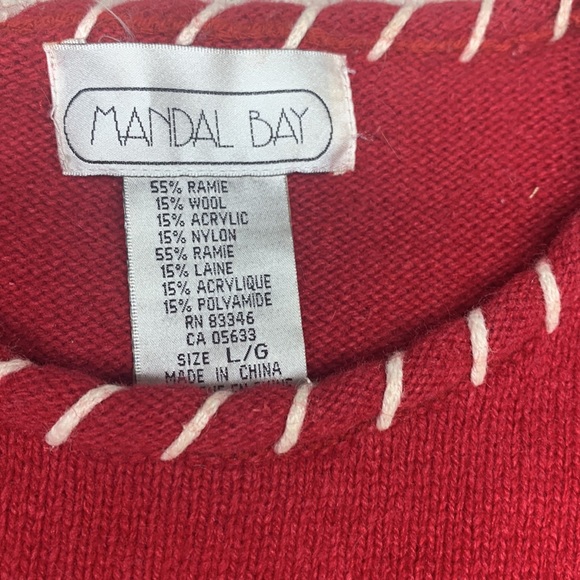 MANDAL BAY
55% RAMIE
15% WOOL
15% ACRYLIC
15% NYLON
55% RAMIE
15% LAINE
15% ACRYLIQUE
15% POLYAMIDE
RN 83346
CA 05633
SIZE L/G
MADE IN CHINA